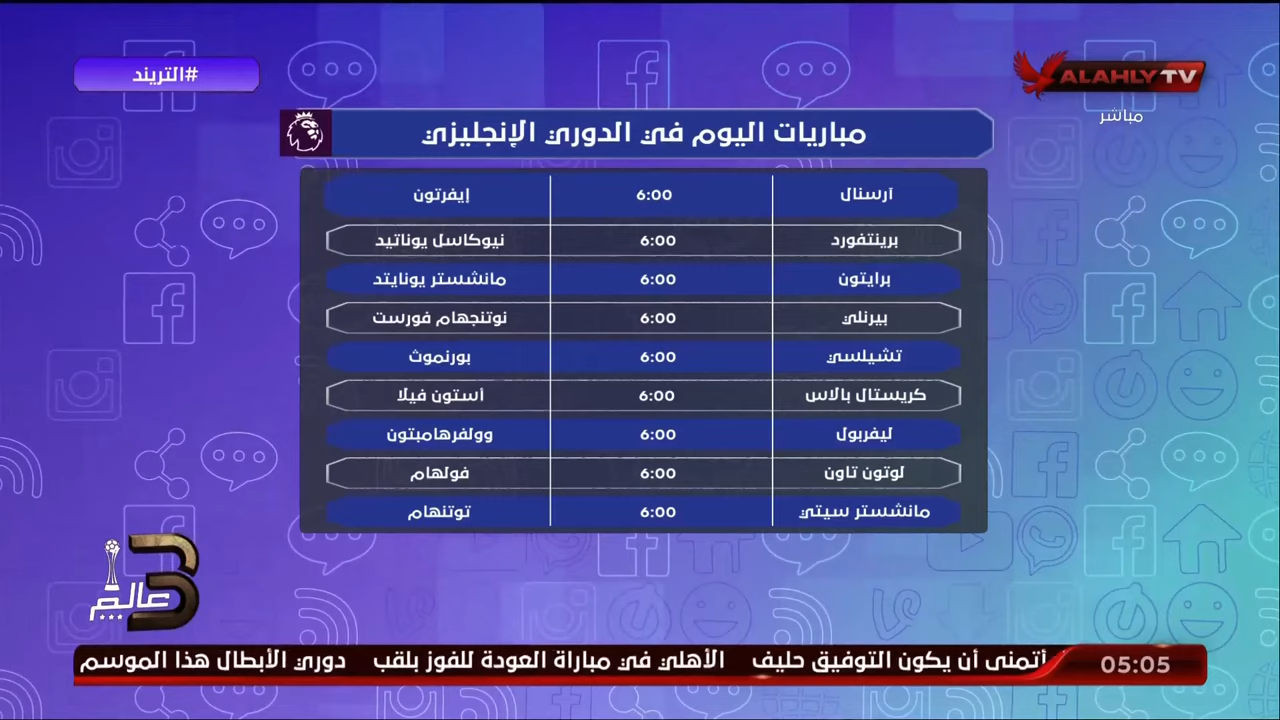 #التريند
ALAHLY TV
مباشر
مباريات اليوم في الدوري الإنجليزي
آرسنال 6:00 إيفرتون
برينتفورد 6:00 نيوكاسل يوناتيد
برايتون 6:00 مانشستر يونايتد
بيرنلي 6:00 نوتنجهام فورست
تشيلسي 6:00 بورنموث
كريستال بالاس 6:00 أستون فيلا
ليفربول 6:00 وولفرهامبتون
لوتون تاون 6:00 فولهام
مانشستر سيتي 6:00 توتنهام
3 عالم
05:05 أتمنى أن يكون التوفيق حليف الأهلي في مباراة العودة للفوز بلقب دوري الأبطال هذا الموسم